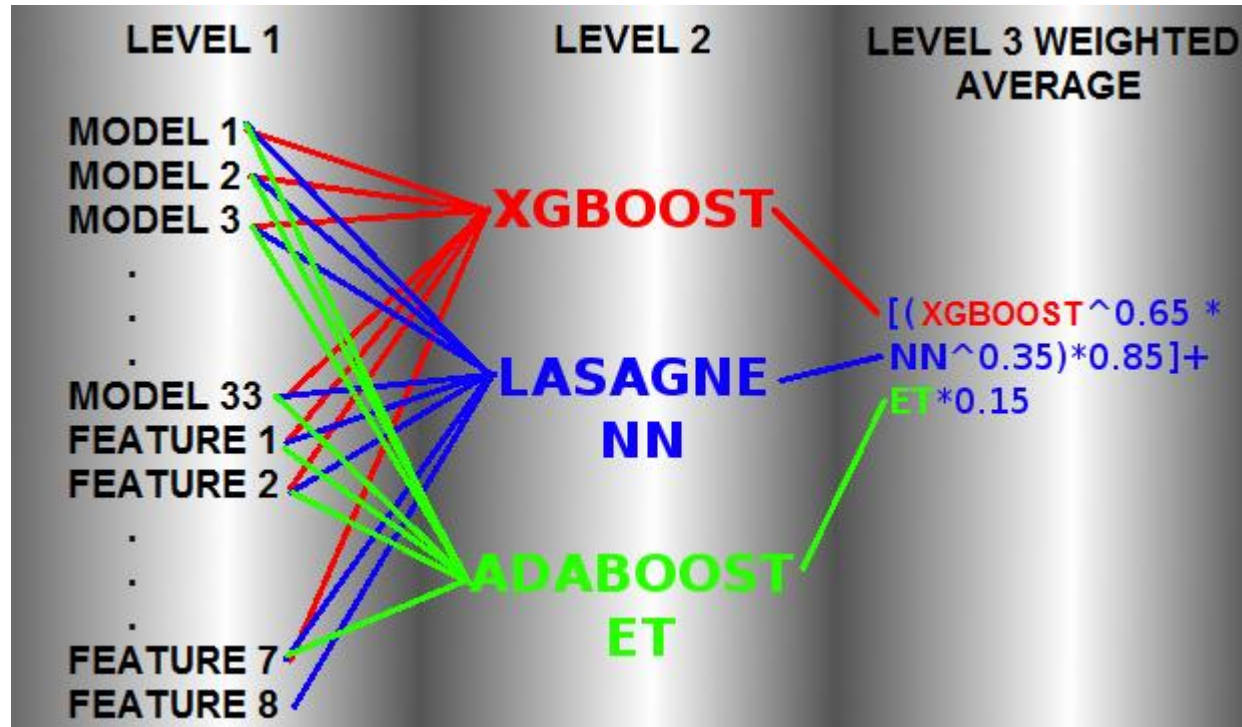 LEVEL 1
MODEL 1
MODEL 2
MODEL 3
.
.
.
MODEL 33
FEATURE 1
FEATURE 2
.
.
.
FEATURE 7
FEATURE 8
LEVEL 2
XGBOOST
LASAGNE
NN
ADABOOST
ET
LEVEL 3 WEIGHTED
AVERAGE
[(XGBOOST^0.65 *
NN^0.35)*0.85]+
ET*0.15